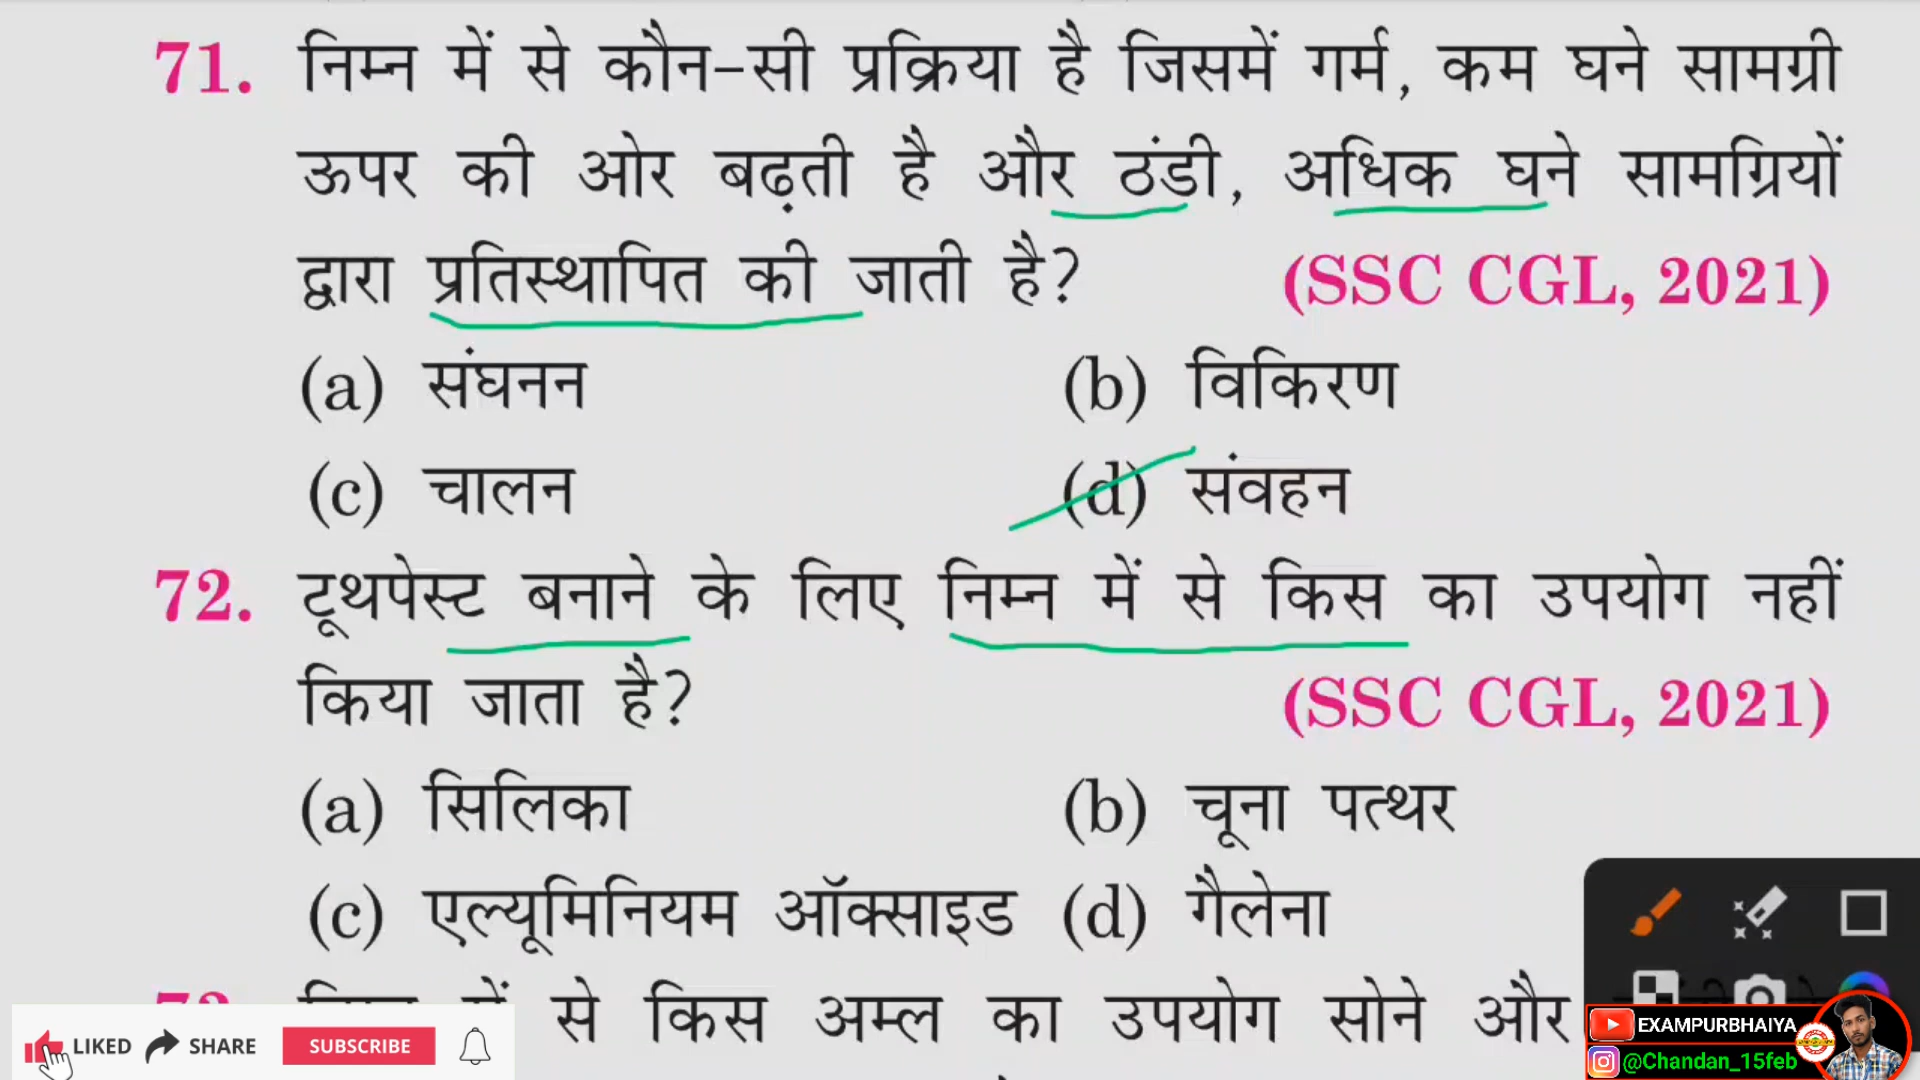 71. निम्न में से कौन-सी प्रक्रिया है जिसमें गर्म, कम घने सामग्री
ऊपर की ओर बढ़ती है और ठंडी, अधिक घने सामग्रियों
द्वारा प्रतिस्थापित की जाती है? (SSC CGL, 2021)
(a) संघनन (b) विकिरण
(c) चालन (d) संवहन
72. टूथपेस्ट बनाने के लिए निम्न में से किस का उपयोग नहीं
किया जाता है? (SSC CGL, 2021)
(a) सिलिका (b) चूना पत्थर
(c) एल्यूमिनियम ऑक्साइड (d) गैलेना
में से किस अम्ल का उपयोग सोने और
LIKED SHARE SUBSCRIBE
EXAMPURBHAIYA
@Chandan_15feb